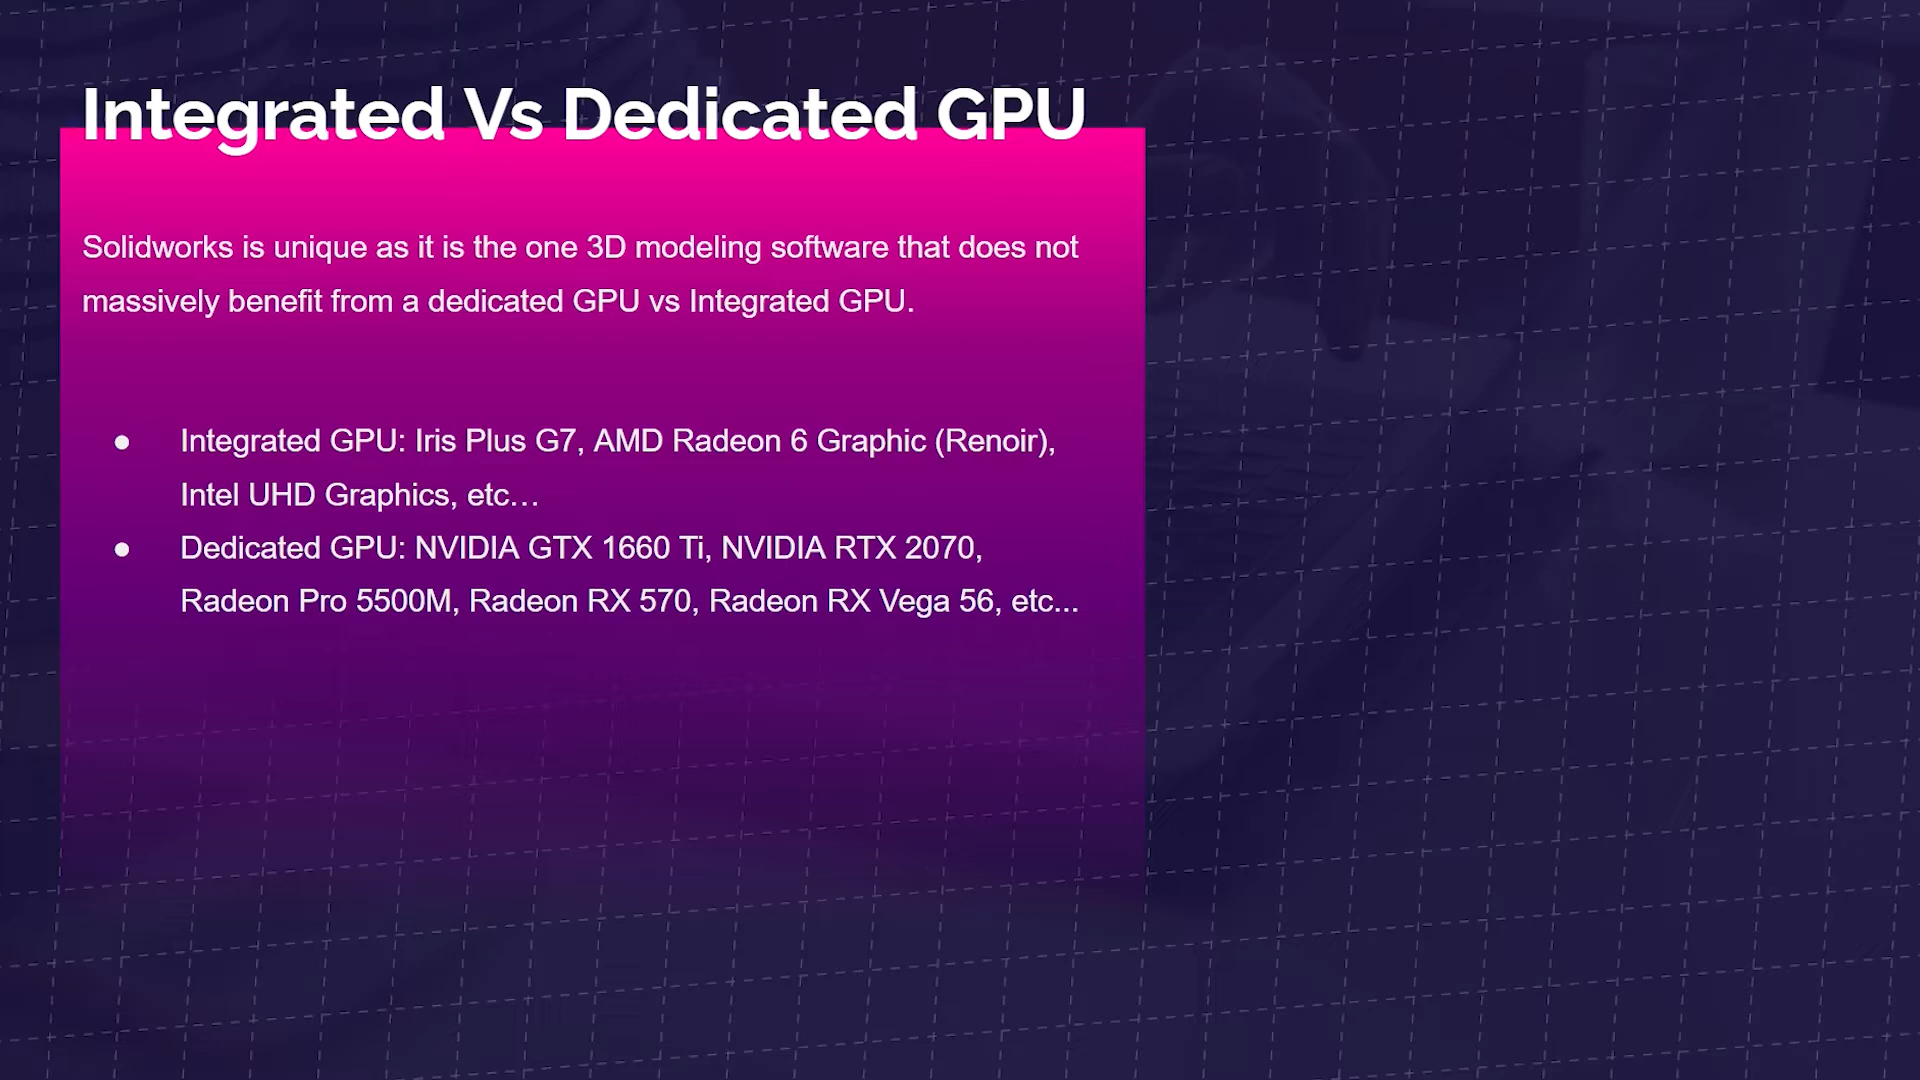 Integrated Vs Dedicated GPU
Solidworks is unique as it is the one 3D modeling software that does not
massively benefit from a dedicated GPU vs Integrated GPU.
● Integrated GPU: Iris Plus G7, AMD Radeon 6 Graphic (Renoir),
Intel UHD Graphics, etc…
● Dedicated GPU: NVIDIA GTX 1660 Ti, NVIDIA RTX 2070,
Radeon Pro 5500M, Radeon RX 570, Radeon RX Vega 56, etc...